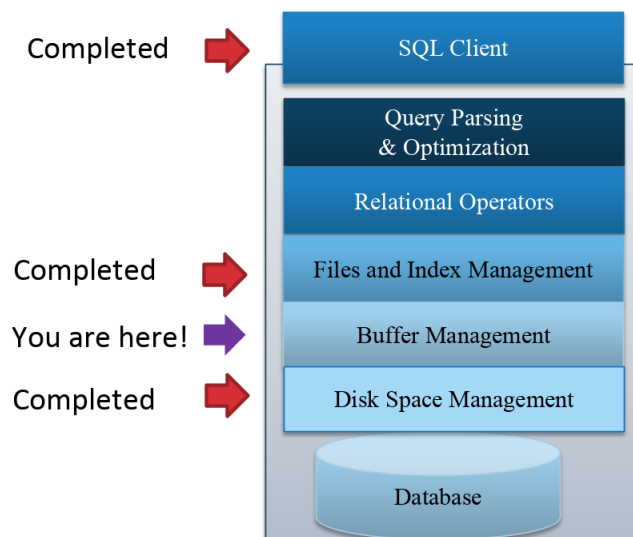 Completed
SQL Client
Query Parsing
& Optimization
Relational Operators
Completed
Files and Index Management
You are here!
Buffer Management
Completed
Disk Space Management
Database